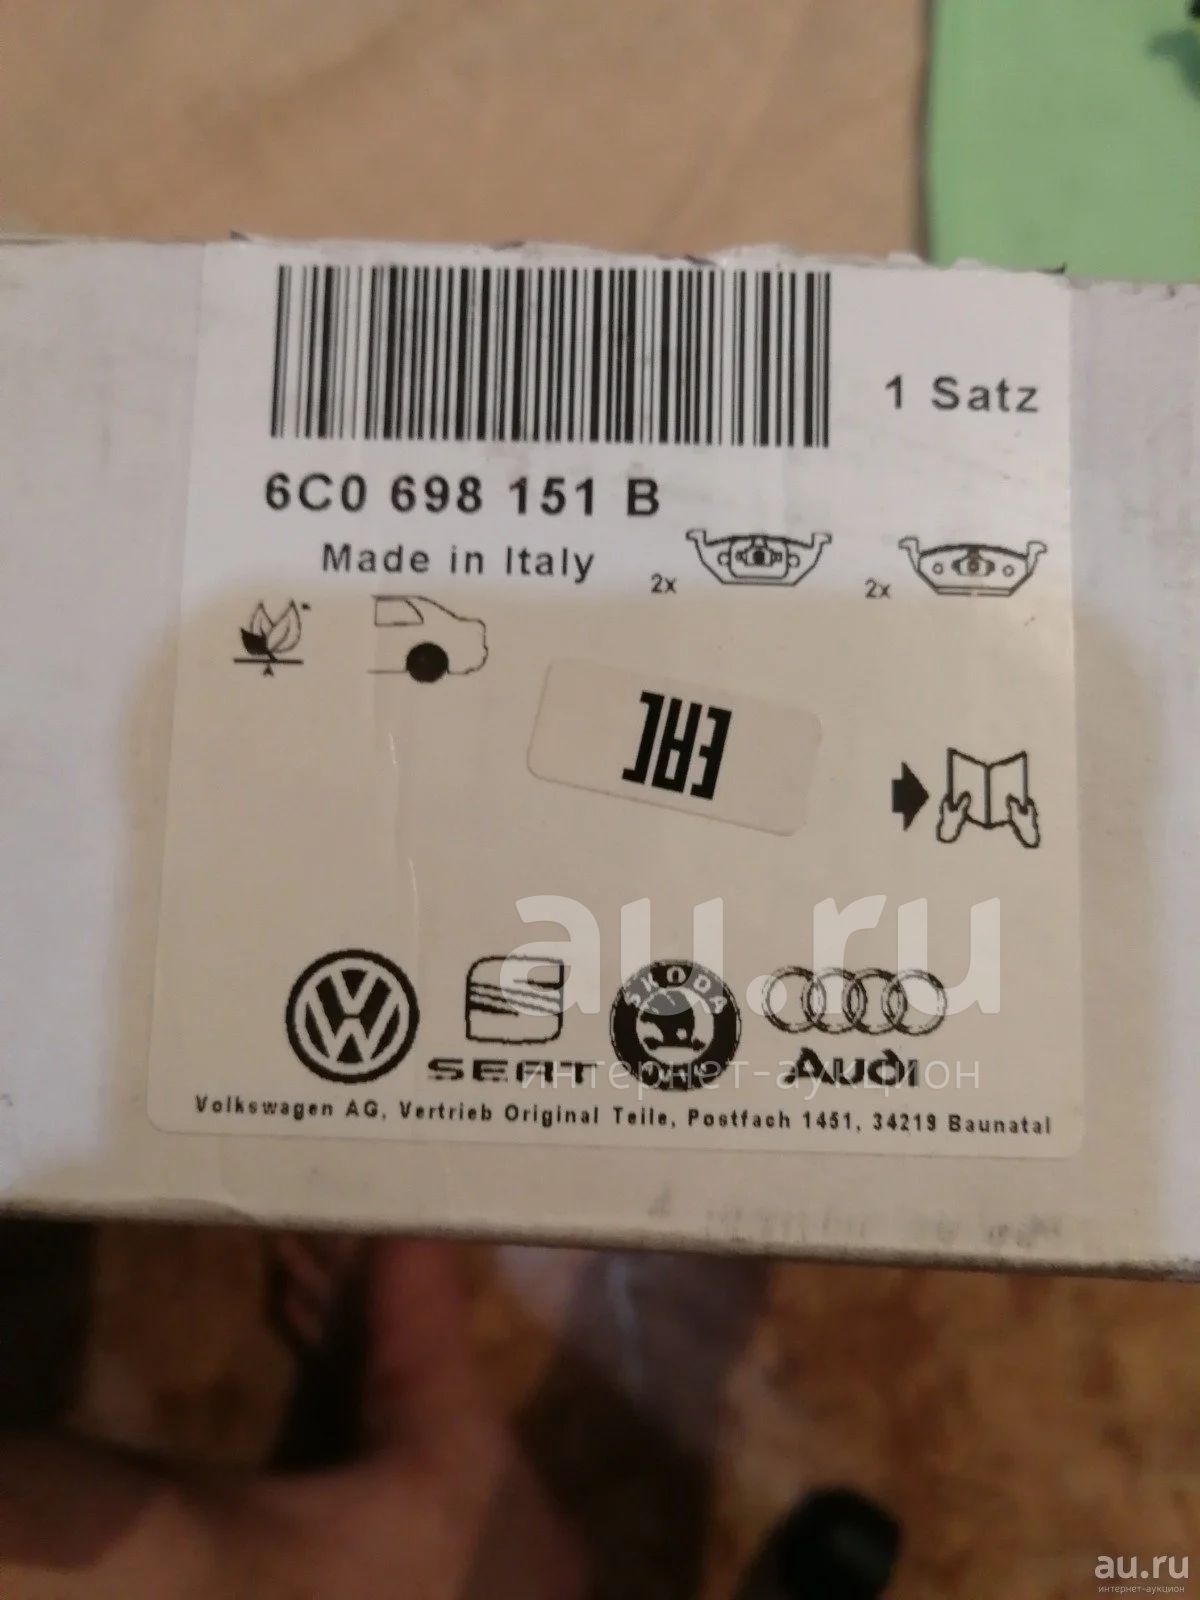 1 Satz
6C0 698 151 B
Made in Italy
2x
2x
EAC
au.ru
интернет-аукцион
SEAT
ŠKODA
Audi
Volkswagen AG, Vertrieb Original Teile, Postfach 1451, 34219 Baunatal
au.ru
интернет-аукцион